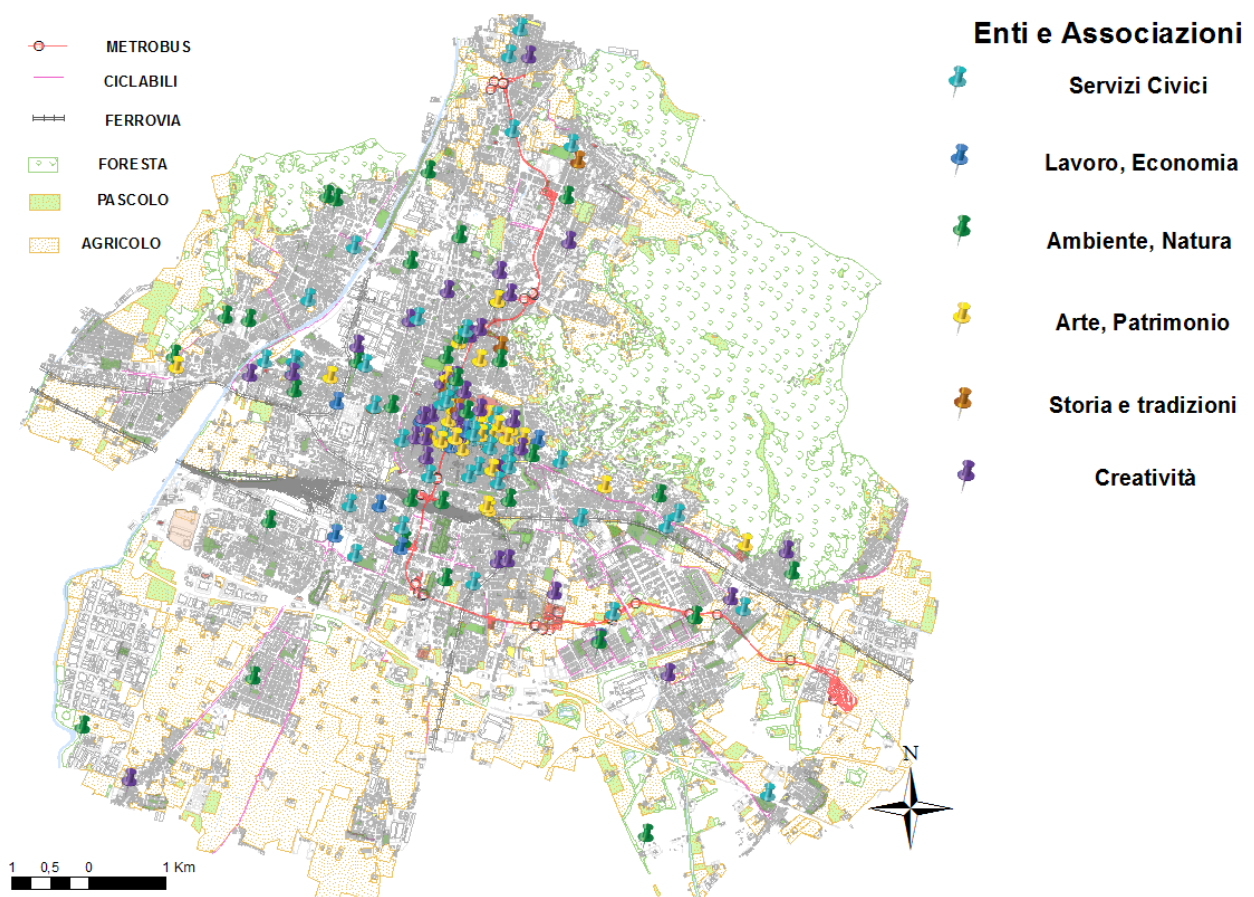 METROBUS
CICLABILI
FERROVIA
FORESTA
PASCOLO
AGRICOLO
Enti e Associazioni
Servizi Civici
Lavoro, Economia
Ambiente, Natura
Arte, Patrimonio
Storia e tradizioni
Creatività
N
1 0,5 0 1 Km